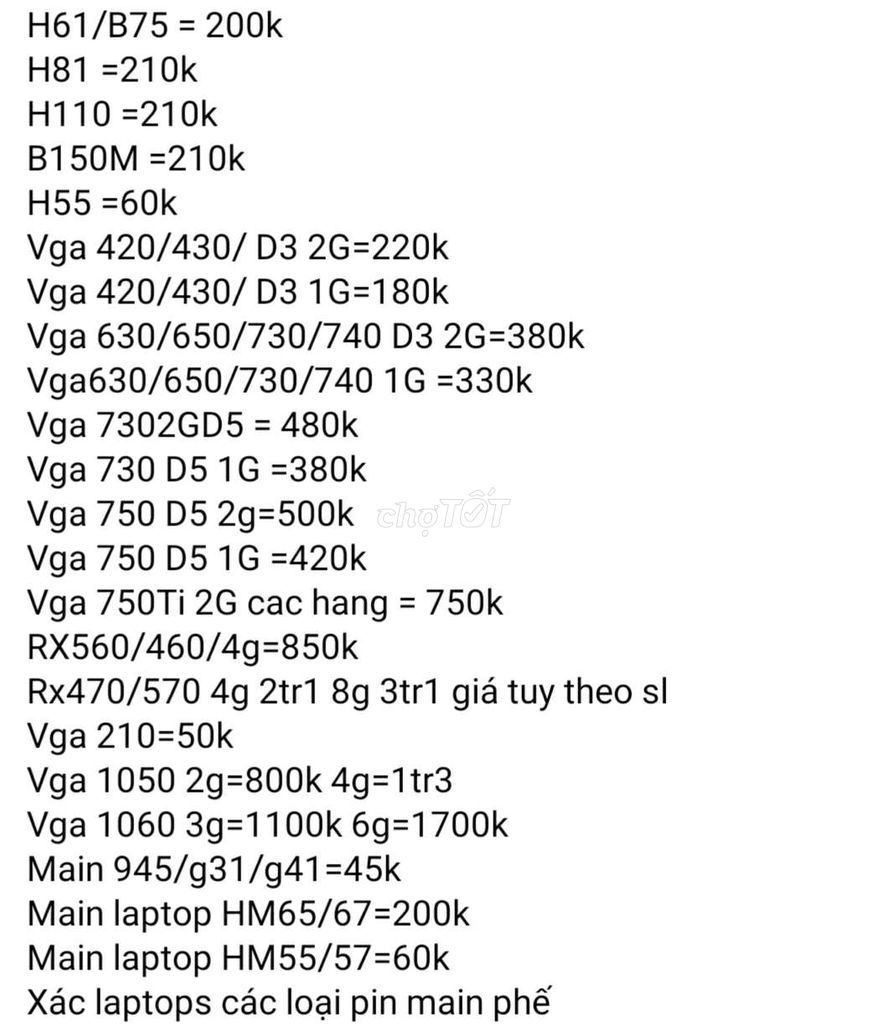 H61/B75 = 200k
H81 =210k
H110 =210k
B150M =210k
H55 =60k
Vga 420/430/ D3 2G=220k
Vga 420/430/ D3 1G=180k
Vga 630/650/730/740 D3 2G=380k
Vga630/650/730/740 1G =330k
Vga 7302GD5 = 480k
Vga 730 D5 1G =380k
Vga 750 D5 2g=500k
chợTỐT
Vga 750 D5 1G =420k
Vga 750Ti 2G cac hang = 750k
RX560/460/4g=850k
Rx470/570 4g 2tr1 8g 3tr1 giá tuy theo sl
Vga 210=50k
Vga 1050 2g=800k 4g=1tr3
Vga 1060 3g=1100k 6g=1700k
Main 945/g31/g41=45k
Main laptop HM65/67=200k
Main laptop HM55/57=60k
Xác laptops các loại pin main phế